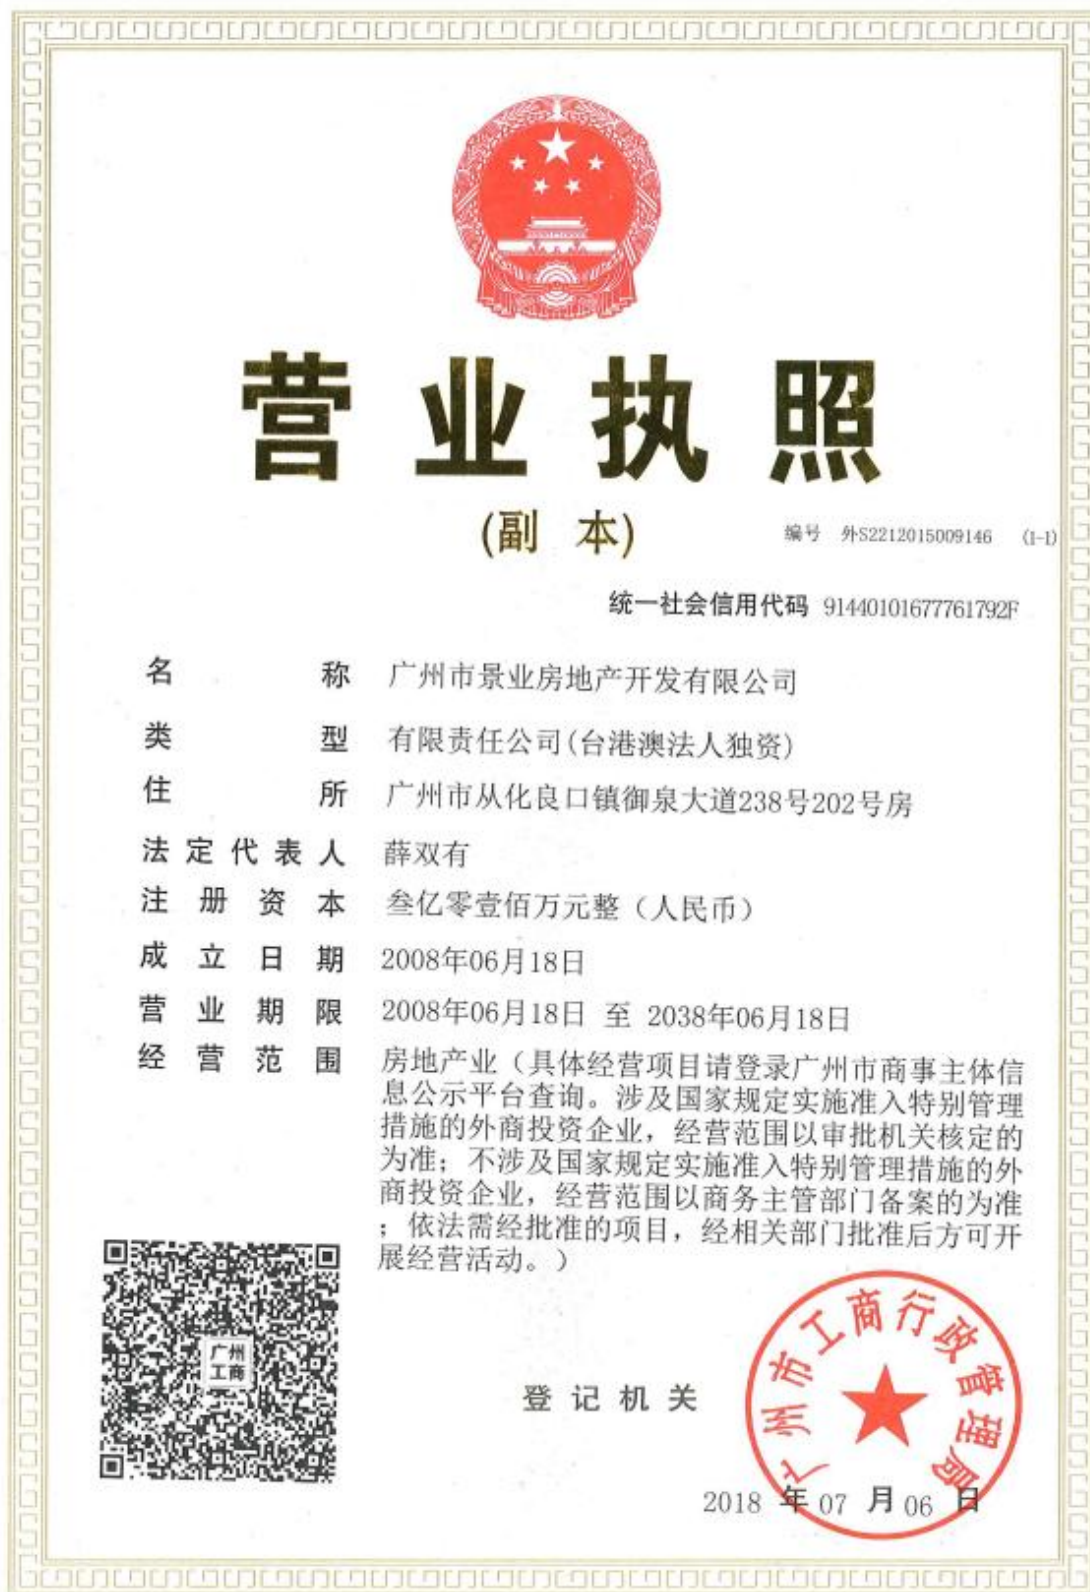 营业执照
(副 本)
编号 外S2212015009146 (1-1)
统一社会信用代码 91440101677761792F
名称 广州市景业房地产开发有限公司
类型 有限责任公司(台港澳法人独资)
住所 广州市从化良口镇御泉大道238号202号房
法定代表人 薛双有
注册资本 叁亿零壹佰万元整（人民币）
成立日期 2008年06月18日
营业期限 2008年06月18日 至 2038年06月18日
经营范围 房地产业（具体经营项目请登录广州市商事主体信
息公示平台查询。涉及国家规定实施准入特别管理
措施的外商投资企业，经营范围以审批机关核定的
为准；不涉及国家规定实施准入特别管理措施的外
商投资企业，经营范围以商务主管部门备案的为准
；依法需经批准的项目，经相关部门批准后方可开
展经营活动。）
广州
工商
登记机关
广州市工商行政管理局
2018 年 07 月 06 日